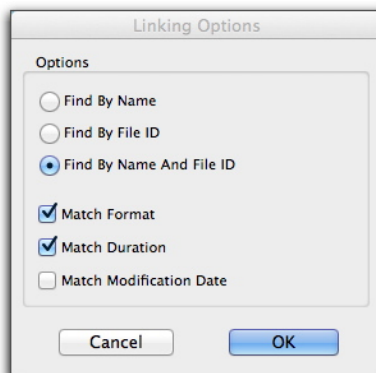 Linking Options
Options
Find By Name
Find By File ID
Find By Name And File ID
Match Format
Match Duration
Match Modification Date
Cancel
OK